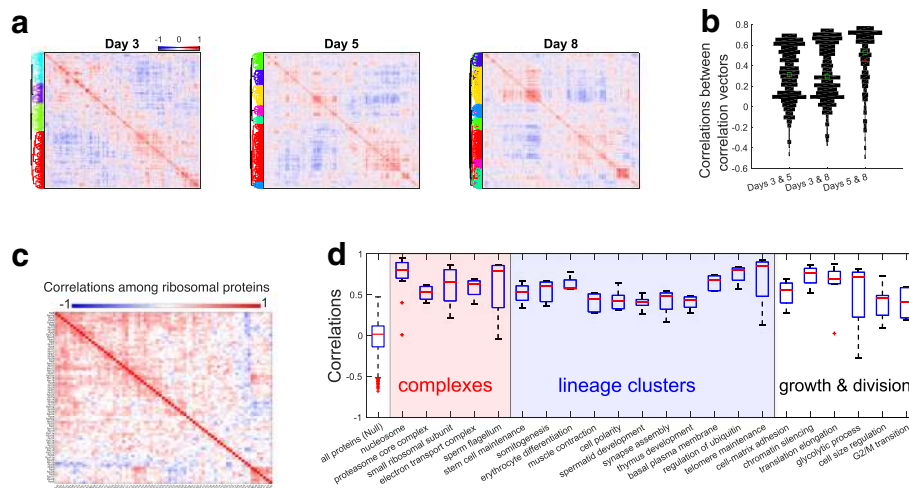 a
Day 3
-1 0 1
Day 5
Day 8
b
Correlations between
correlation vectors
0.8
0.6
0.4
0.2
0
-0.2
-0.4
-0.6
Days 3 & 5
Days 3 & 8
Days 5 & 8
c
Correlations among ribosomal proteins
-1 1
d
Correlations
1
0.5
0
0.5
-1
complexes
lineage clusters
growth & division
all proteins (Null)
nucleosome
proteasome core complex
small ribosomal subunit
electron transport complex
sperm flagellum
stem cell maintenance
somitogenesis
erythrocyte differentiation
muscle contraction
cell polarity
spermatid development
synapse assembly
thymus development
basal plasma membrane
regulation of ubiquitin
telomere maintenance
cell-matrix adhesion
chromatin silencing
translation elongation
glycolytic process
cell size regulation
G2/M transition